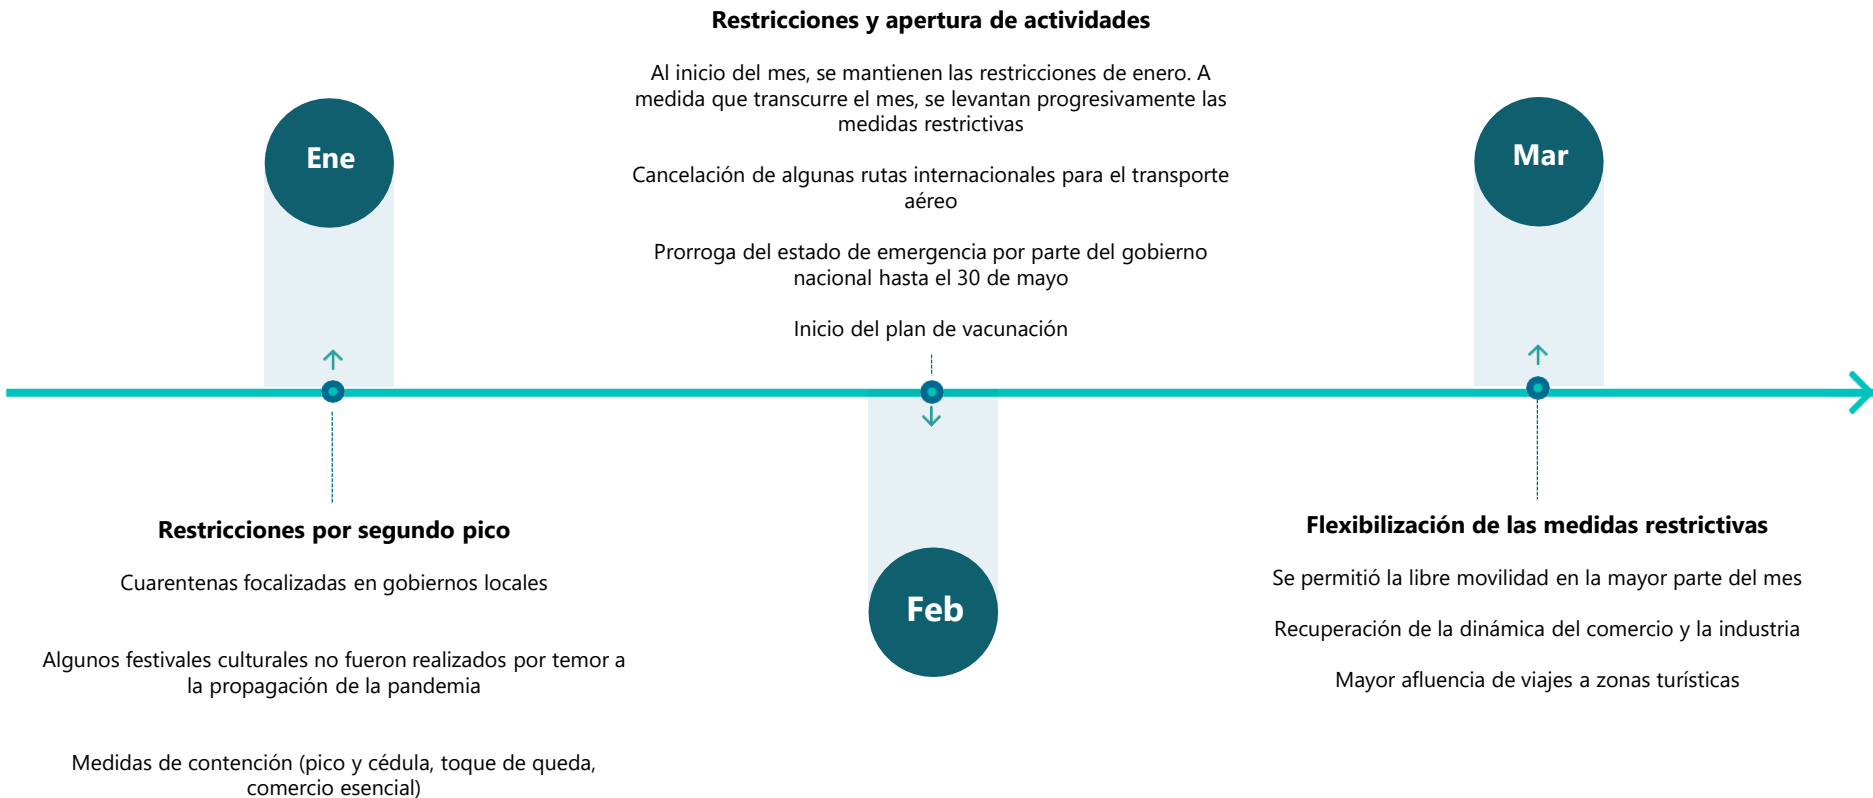 Ene
Restricciones por segundo pico
Cuarentenas focalizadas en gobiernos locales
Algunos festivales culturales no fueron realizados por temor a
la propagación de la pandemia
Medidas de contención (pico y cédula, toque de queda,
comercio esencial)
Restricciones y apertura de actividades
Al inicio del mes, se mantienen las restricciones de enero. A
medida que transcurre el mes, se levantan progresivamente las
medidas restrictivas
Cancelación de algunas rutas internacionales para el transporte
aéreo
Prorroga del estado de emergencia por parte del gobierno
nacional hasta el 30 de mayo
Inicio del plan de vacunación
Feb
Mar
Flexibilización de las medidas restrictivas
Se permitió la libre movilidad en la mayor parte del mes
Recuperación de la dinámica del comercio y la industria
Mayor afluencia de viajes a zonas turísticas